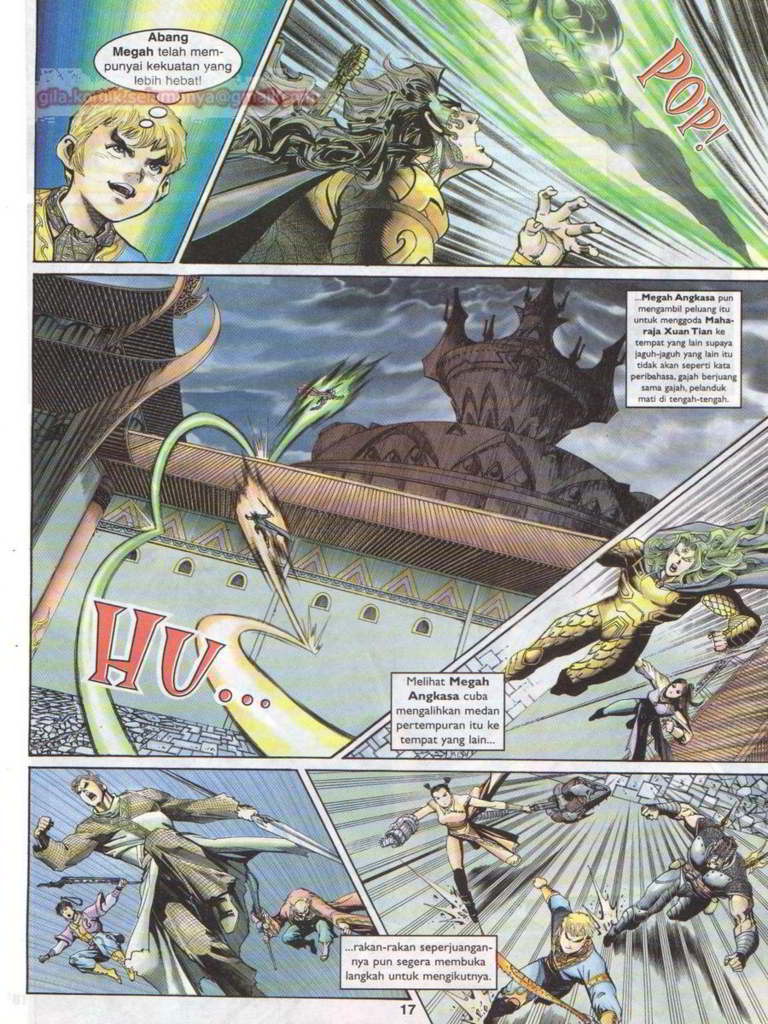 Abang
Megah telah mem-
punyai kekuatan yang
lebih hebat!
POP!
...Megah Angkasa pun
mengambil peluang itu
untuk menggoda Maha-
raja Xuan Tian ke
tempat yang lain supaya
jaguh-jaguh yang lain itu
tidak akan seperti kata
peribahasa, gajah berjuang
sama gajah, pelanduk
mati di tengah-tengah.
HU...
Melihat Megah
Angkasa cuba
mengalihkan medan
pertempuran itu ke
tempat yang lain...
...rakan-rakan seperjuangan-
nya pun segera membuka
langkah untuk mengikutnya.
17